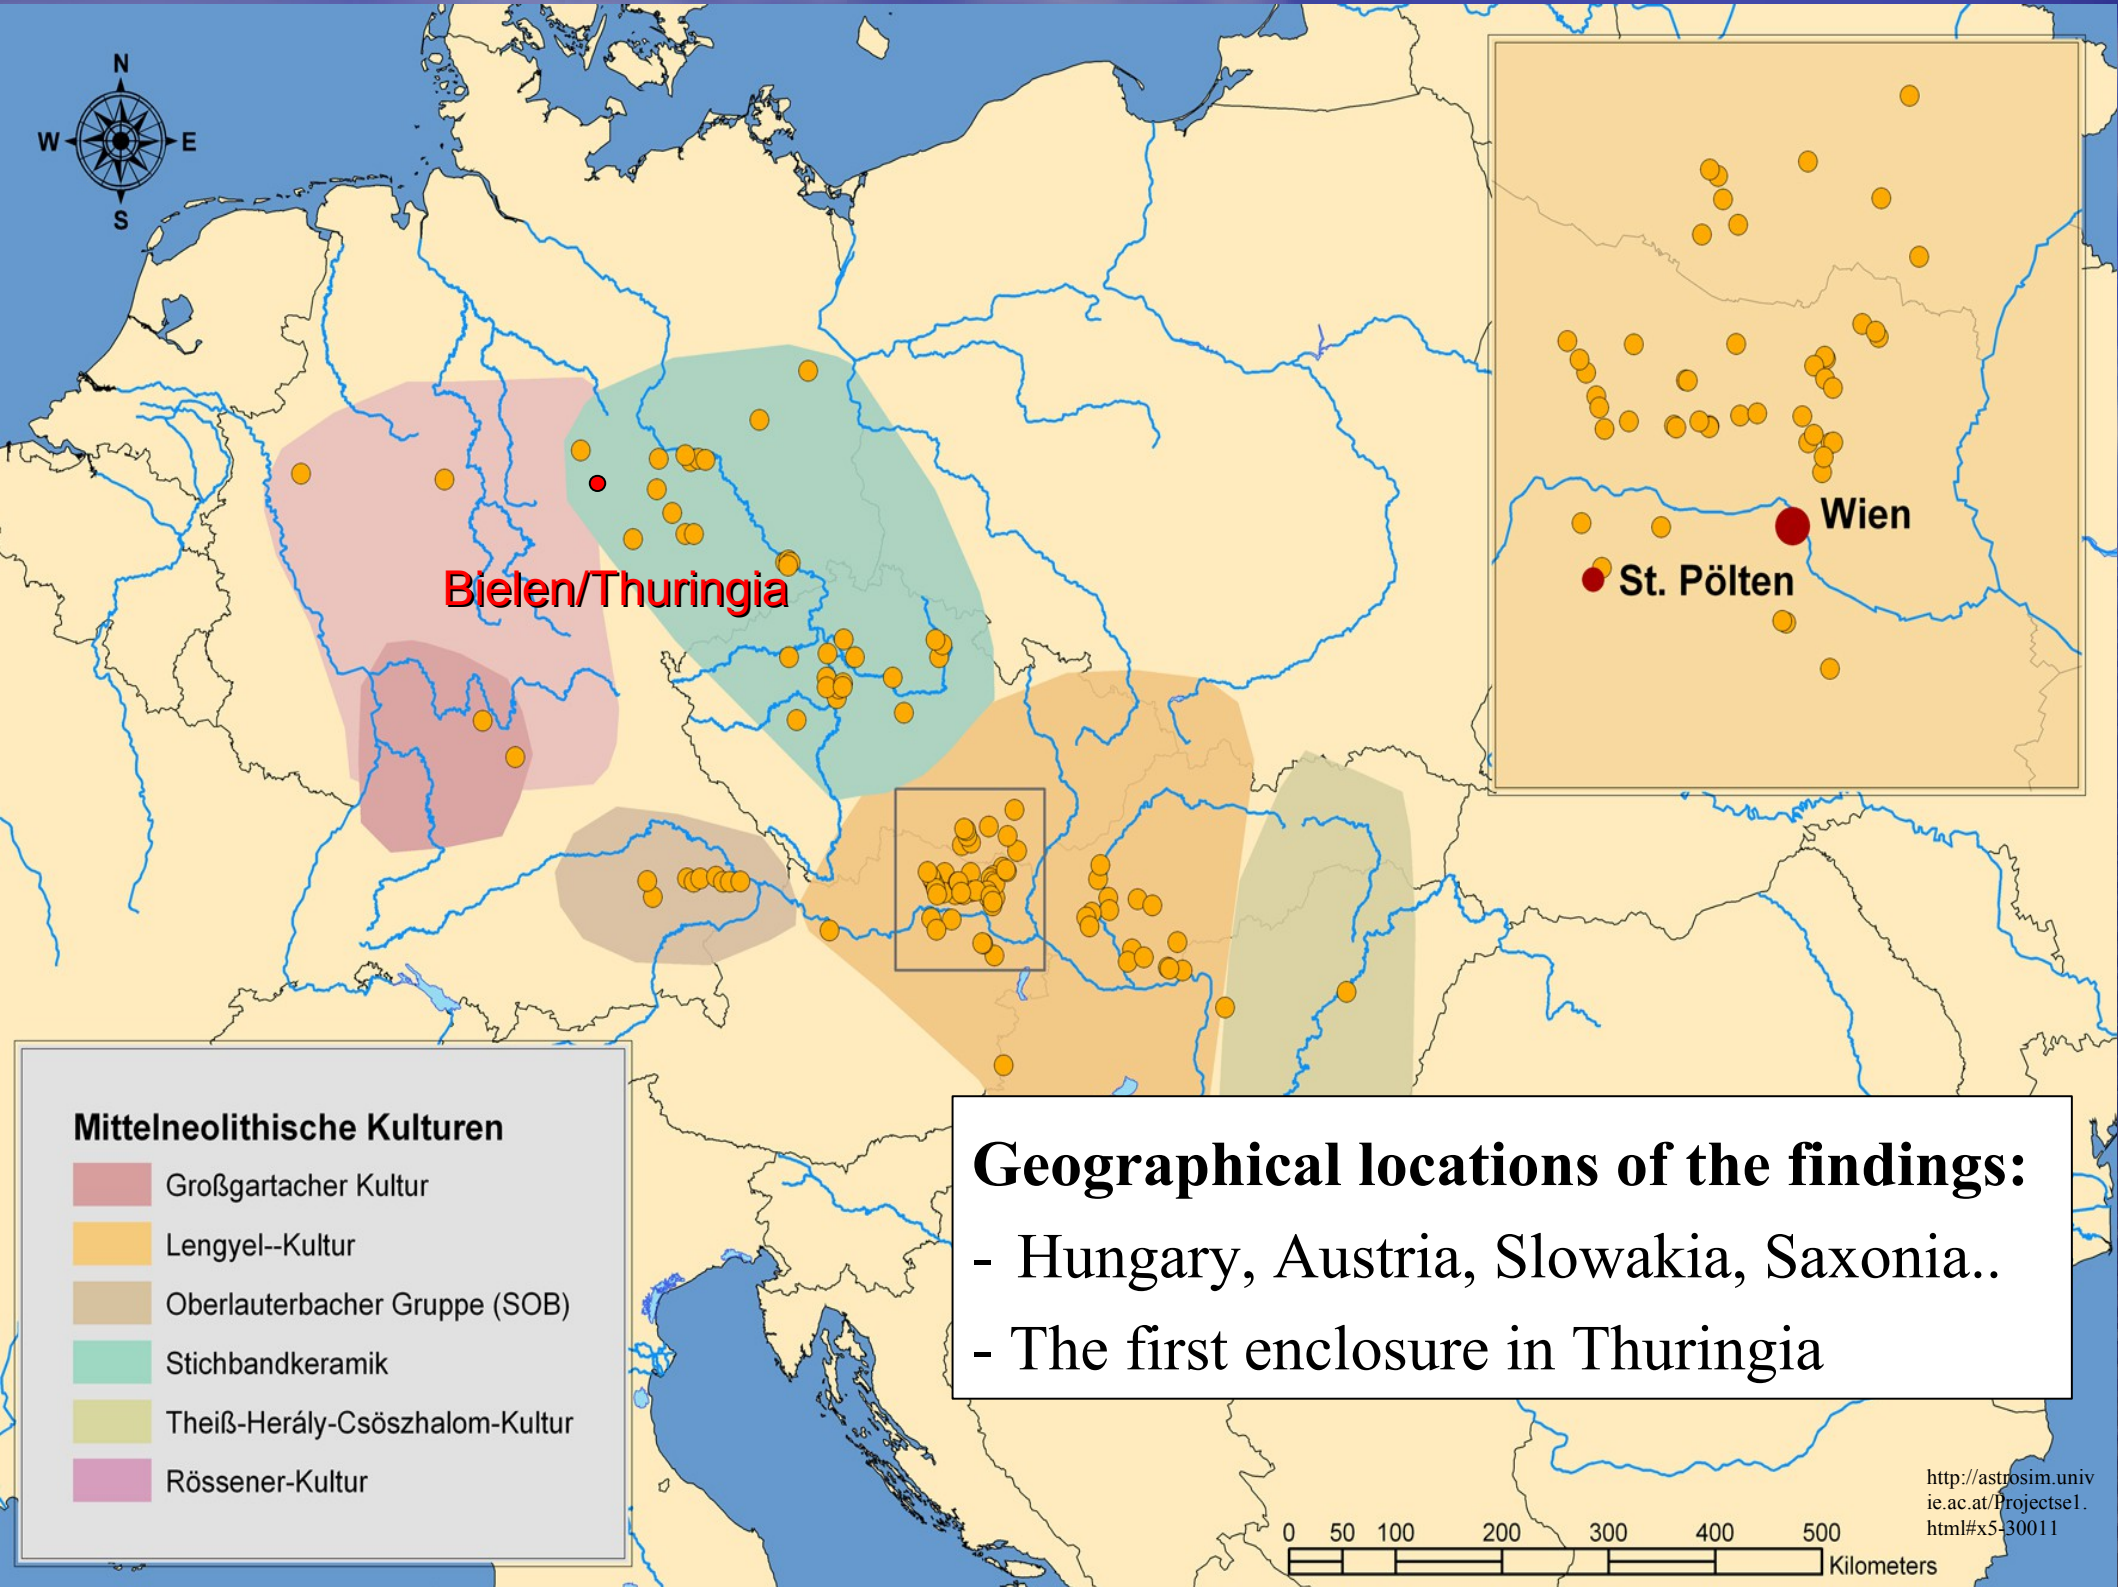 N
W E
S
Wien
St. Pölten
Bielen/Thuringia
Mittelneolithische Kulturen
Großgartacher Kultur
Lengyel--Kultur
Oberlauterbacher Gruppe (SOB)
Stichbandkeramik
Theiß-Herály-Csöszhalom-Kultur
Rössener-Kultur
Geographical locations of the findings:
- Hungary, Austria, Slowakia, Saxonia..
- The first enclosure in Thuringia
http://astrosim.univ
ie.ac.at/Projectse1.
html#x5-30011
0 50 100 200 300 400 500
Kilometers